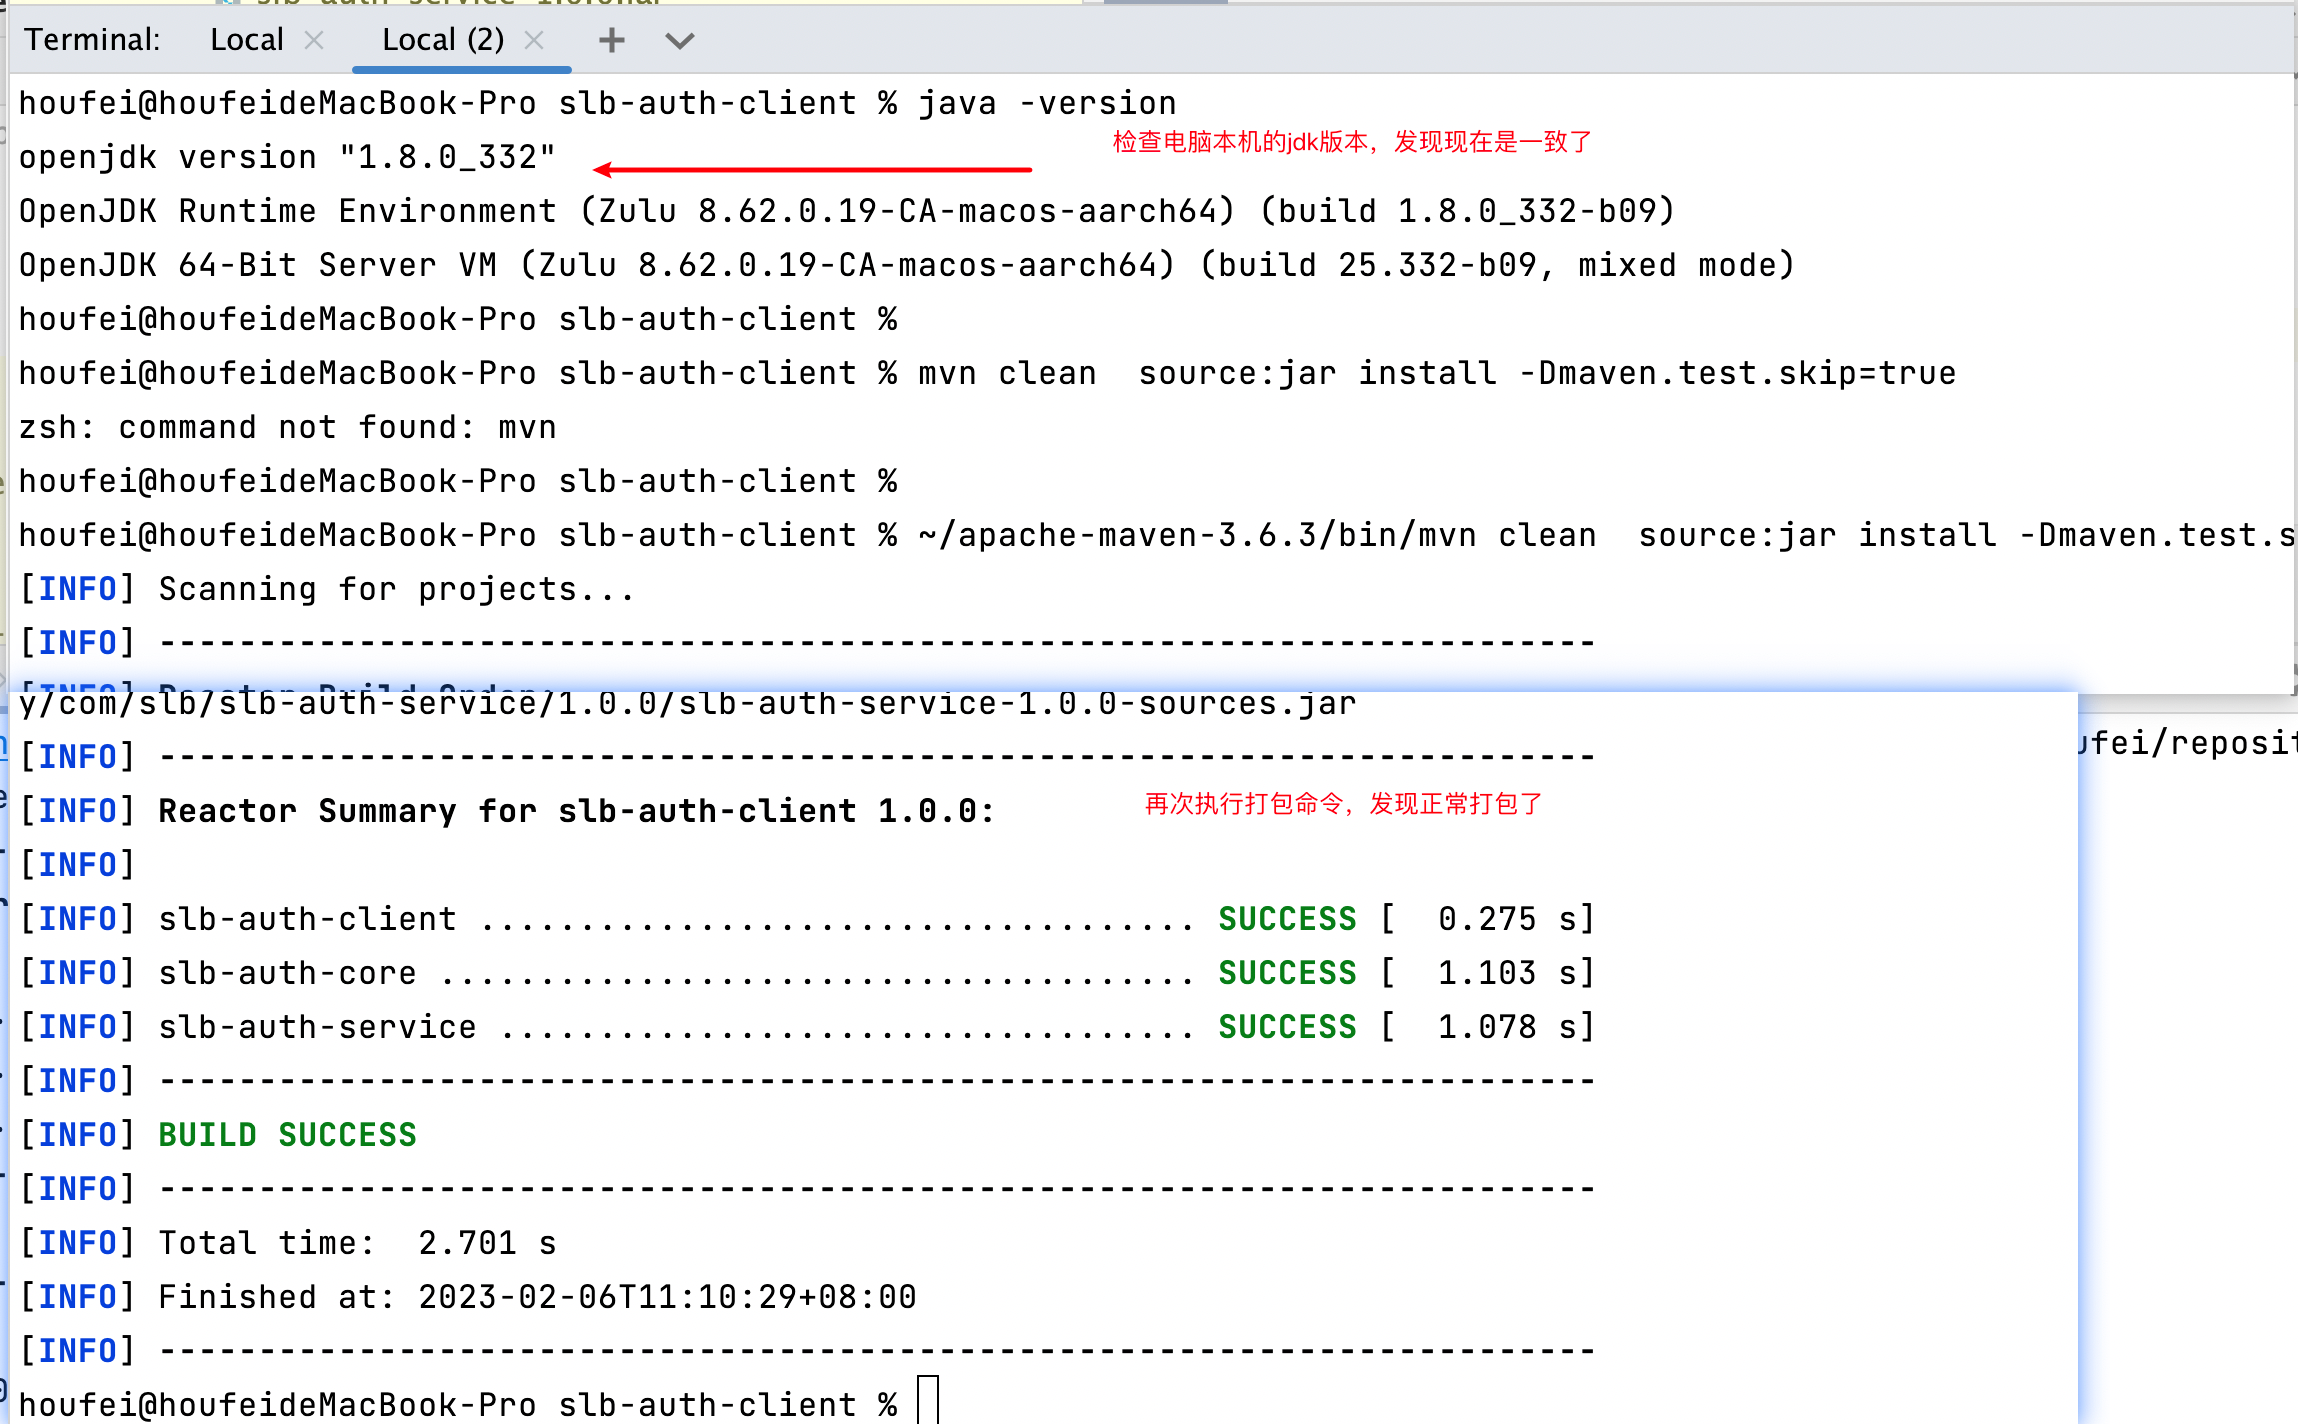 slb-auth-service-1.0.0.jar
Terminal: Local Local (2)
houfei@houfeideMacBook-Pro slb-auth-client % java -version
检查电脑本机的jdk版本，发现现在是一致了
openjdk version "1.8.0_332"
OpenJDK Runtime Environment (Zulu 8.62.0.19-CA-macos-aarch64) (build 1.8.0_332-b09)
OpenJDK 64-Bit Server VM (Zulu 8.62.0.19-CA-macos-aarch64) (build 25.332-b09, mixed mode)
houfei@houfeideMacBook-Pro slb-auth-client %
houfei@houfeideMacBook-Pro slb-auth-client % mvn clean  source:jar install -Dmaven.test.skip=true
zsh: command not found: mvn
houfei@houfeideMacBook-Pro slb-auth-client %
houfei@houfeideMacBook-Pro slb-auth-client % ~/apache-maven-3.6.3/bin/mvn clean  source:jar install -Dmaven.test.s
[INFO] Scanning for projects...
[INFO] ------------------------------------------------------------------------
[INFO] Reactor Build Order
y/com/slb/slb-auth-service/1.0.0/slb-auth-service-1.0.0-sources.jar
ufei/reposit
[INFO] ------------------------------------------------------------------------
[INFO] Reactor Summary for slb-auth-client 1.0.0:
再次执行打包命令，发现正常打包了
[INFO]
[INFO] slb-auth-client .................................... SUCCESS [  0.275 s]
[INFO] slb-auth-core ...................................... SUCCESS [  1.103 s]
[INFO] slb-auth-service ................................... SUCCESS [  1.078 s]
[INFO] ------------------------------------------------------------------------
[INFO] BUILD SUCCESS
[INFO] ------------------------------------------------------------------------
[INFO] Total time:  2.701 s
[INFO] Finished at: 2023-02-06T11:10:29+08:00
[INFO] ------------------------------------------------------------------------
houfei@houfeideMacBook-Pro slb-auth-client %